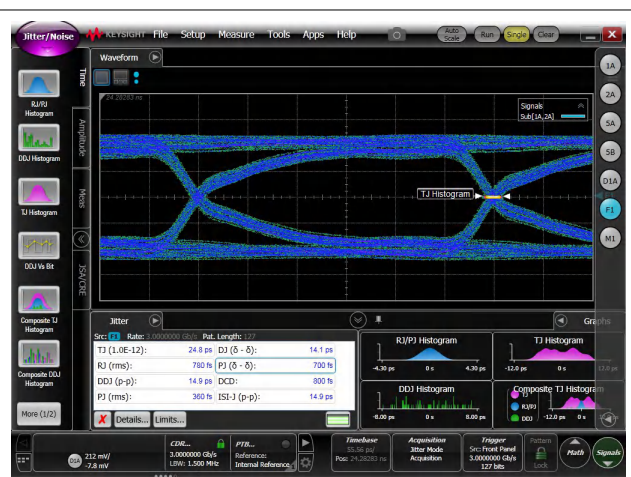 Jitter/Noise
KEYSIGHT File Setup Measure Tools Apps Help
Auto Scale
Run
Single
Clear
X
RJ/PJ Histogram
DDJ Histogram
TJ Histogram
DDJ Vs Bit
Composite TJ Histogram
Composite DDJ Histogram
More (1/2)
Time
Amplitude
Meas
JSA/CRE
Waveform
24.28283 ns
Signals
Sub[1A,2A]
TJ Histogram
1A
2A
5A
5B
D1A
F1
M1
Jitter
Src: F1 Rate: 3.0000000 Gb/s Pat. Length: 127
TJ (1.0E-12): 24.8 ps DJ (δ - δ): 14.1 ps
RJ (rms): 780 fs PJ (δ - δ): 700 fs
DDJ (p-p): 14.9 ps DCD: 800 fs
PJ (rms): 360 fs ISI-J (p-p): 14.9 ps
Details... Limits...
Graphs
RJ/PJ Histogram
-4.30 ps 0 s 4.30 ps
TJ Histogram
-12.0 ps 0 s 12.0 ps
DDJ Histogram
-8.00 ps 0 s 8.00 ps
Composite TJ Histogram
TJ
RJ/PJ
DDJ
-12.0 ps 0 s
D1A
212 mV/
-7.8 mV
CDR...
3.0000000 Gb/s
LBW: 1.500 MHz
PTB...
Reference:
Internal Reference
Timebase
55.56 ps/
Pos: 24.28283 ns
Acquisition
Jitter Mode
Acquisition
Trigger
Src: Front Panel
3.0000000 Gb/s
127 bits
Pattern
Lock
Math
Signals